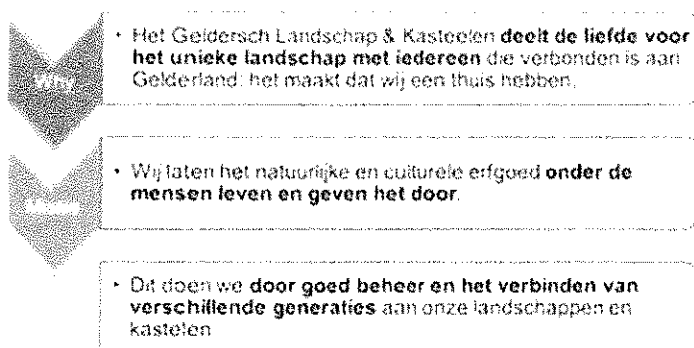 • Het Geldersch Landschap & Kasteelen deelt de liefde voor
het unieke landschap met iedereen die verbonden is aan
Gelderland: het maakt dat wij een thuis hebben.
• Wij laten het natuurlijke en culturele erfgoed onder de
mensen leven en geven het door.
• Dit doen we door goed beheer en het verbinden van
verschillende generaties aan onze landschappen en
kastelen